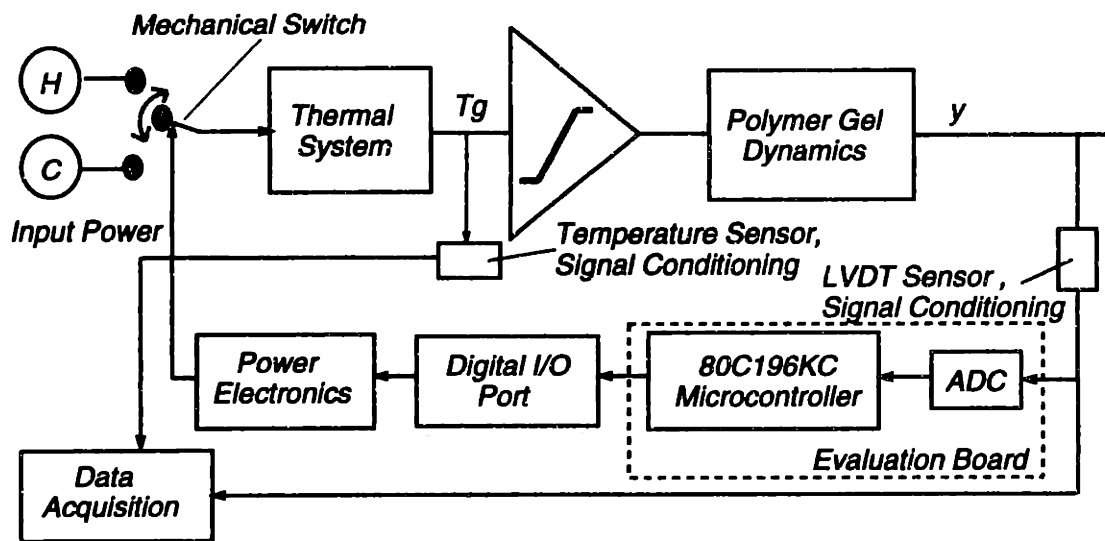 Mechanical Switch
H
C
Input Power
Thermal
System
Tg
Polymer Gel
Dynamics
y
Temperature Sensor,
Signal Conditioning
LVDT Sensor ,
Signal Conditioning
Power
Electronics
Digital I/O
Port
80C196KC
Microcontroller
ADC
Evaluation Board
Data
Acquisition